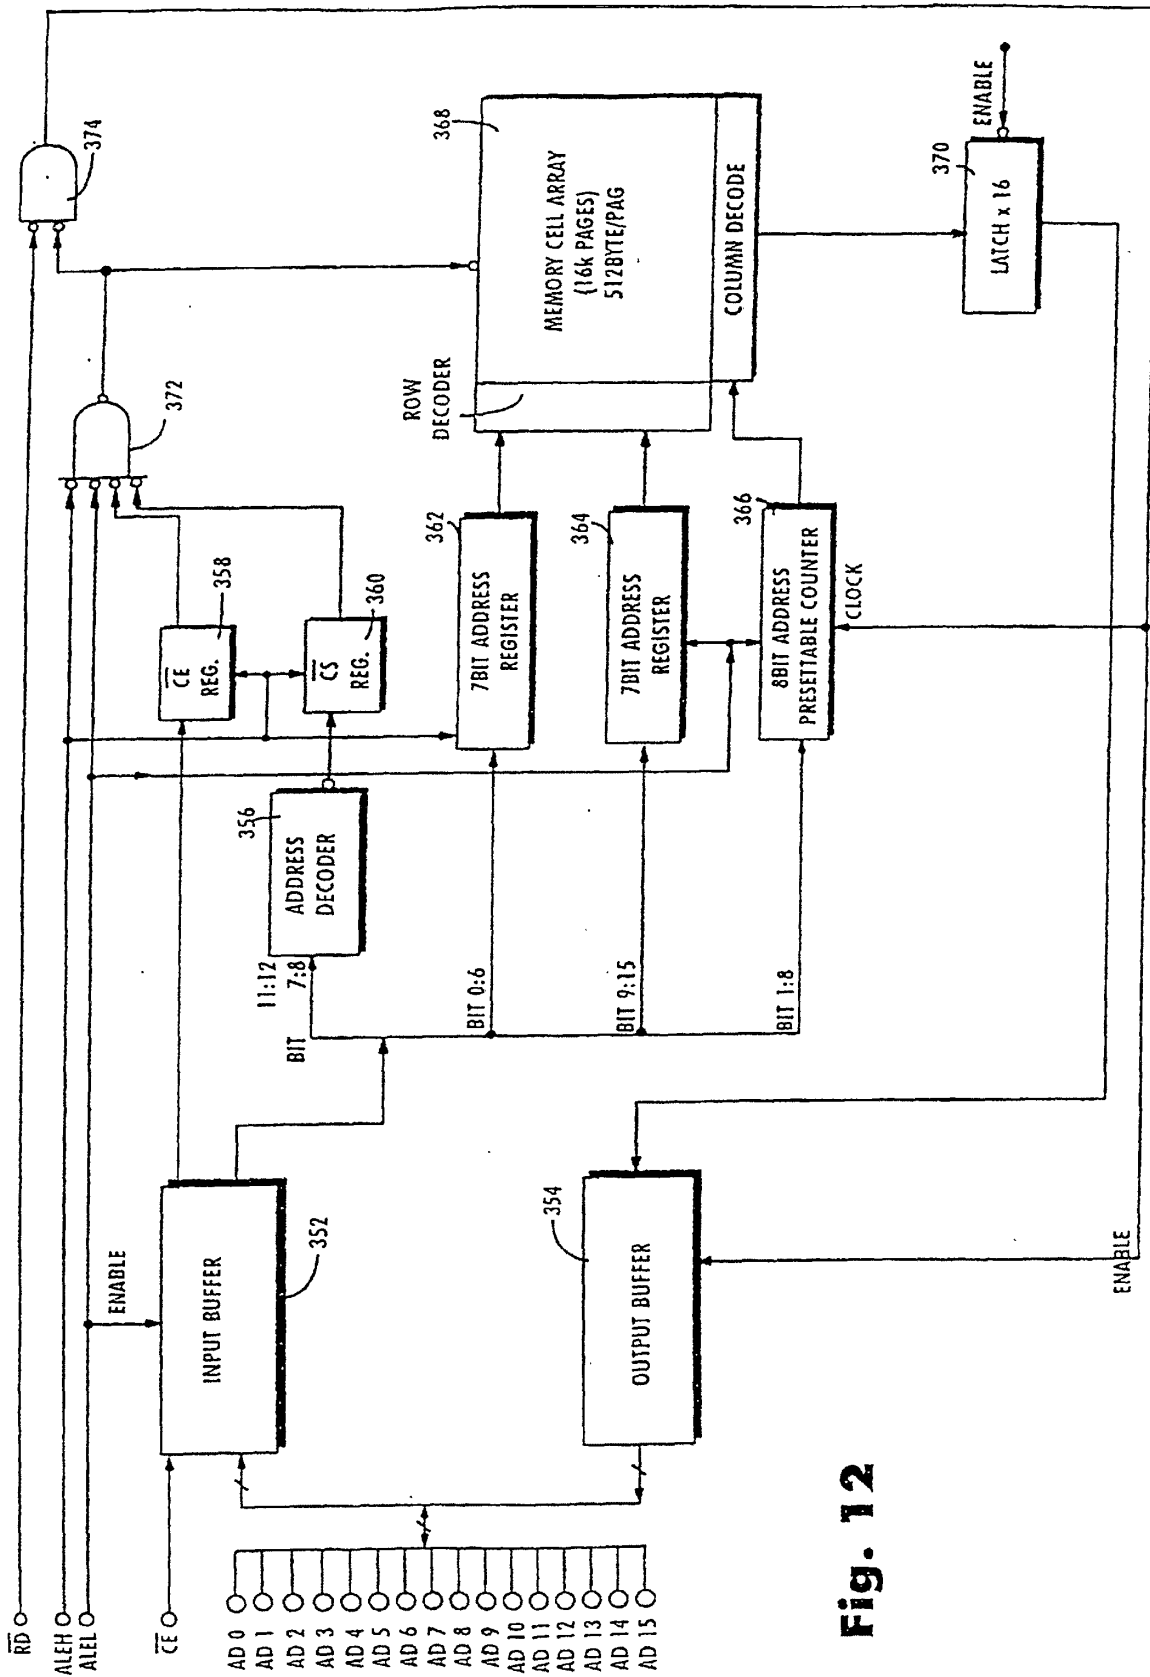 RD
ALEH
ALEL
CE
AD 0
AD 1
AD 2
AD 3
AD 4
AD 5
AD 6
AD 7
AD 8
AD 9
AD 10
AD 11
AD 12
AD 13
AD 14
AD 15
ENABLE
INPUT BUFFER
352
OUTPUT BUFFER
354
ENABLE
BIT
11:12
7:8
BIT 0:6
BIT 9:15
BIT 1:8
ADDRESS
DECODER
356
CE
REG.
358
CS
REG.
360
7BIT ADDRESS
REGISTER
362
7BIT ADDRESS
REGISTER
364
8BIT ADDRESS
PRESETTABLE COUNTER
366
CLOCK
372
374
ROW
DECODER
MEMORY CELL ARRAY
(16k PAGES)
512BYTE/PAG
368
COLUMN DECODE
LATCH x 16
370
ENABLE
Fig. 12